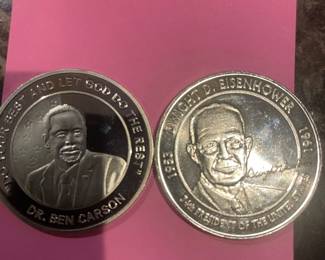 "DO YOUR BEST AND LET GOD DO THE REST"
DR. BEN CARSON
1953 DWIGHT D. EISENHOWER 1961
34th PRESIDENT OF THE UNITED STATES